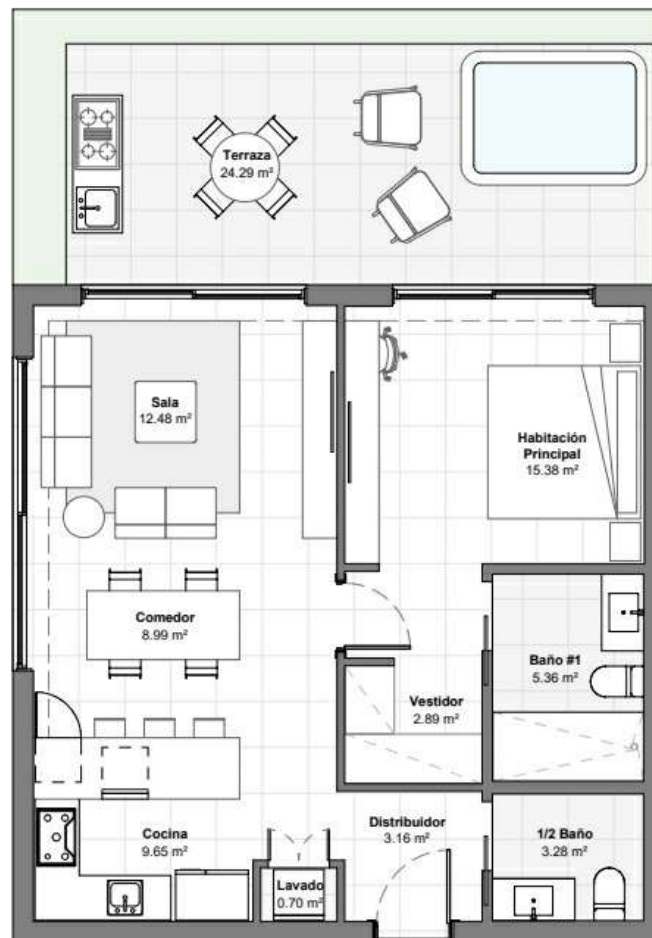 Terraza
24.29 m²
Sala
12.48 m²
Habitación
Principal
15.38 m²
Comedor
8.99 m²
Baño #1
5.36 m²
Vestidor
2.89 m²
Cocina
9.65 m²
Distribuidor
3.16 m²
1/2 Baño
3.28 m²
Lavado
0.70 m²